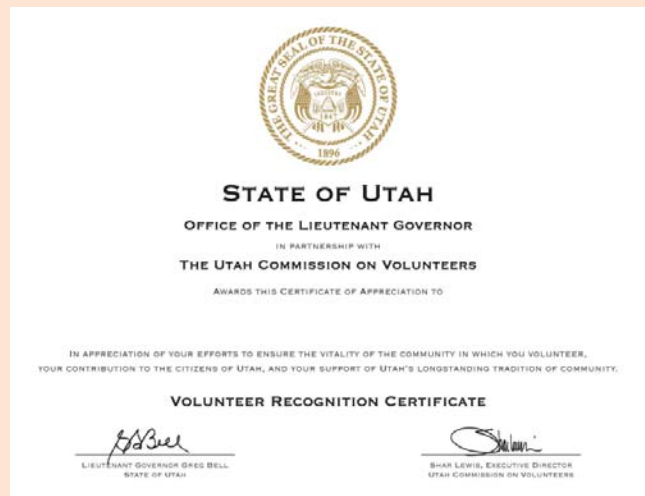 THE GREAT SEAL OF THE STATE OF UTAH
INDUSTRY
1847
1896
STATE OF UTAH
OFFICE OF THE LIEUTENANT GOVERNOR
IN PARTNERSHIP WITH
THE UTAH COMMISSION ON VOLUNTEERS
AWARDS THIS CERTIFICATE OF APPRECIATION TO
IN APPRECIATION OF YOUR EFFORTS TO ENSURE THE VITALITY OF THE COMMUNITY IN WHICH YOU VOLUNTEER,
YOUR CONTRIBUTION TO THE CITIZENS OF UTAH, AND YOUR SUPPORT OF UTAH'S LONGSTANDING TRADITION OF COMMUNITY.
VOLUNTEER RECOGNITION CERTIFICATE
LIEUTENANT GOVERNOR GREG BELL
STATE OF UTAH
SHAR LEWIS, EXECUTIVE DIRECTOR
UTAH COMMISSION ON VOLUNTEERS